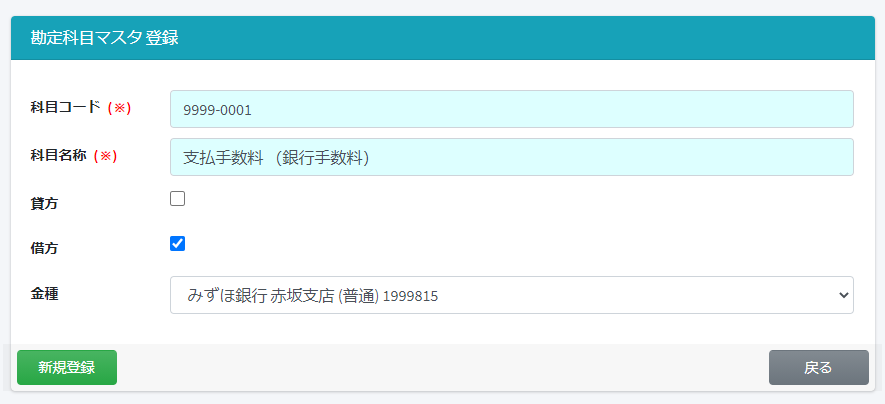 勘定科目マスタ 登録
科目コード (※) 9999-0001
科目名称 (※) 支払手数料 （銀行手数料）
貸方
借方
金種 みずほ銀行 赤坂支店 (普通) 1999815
新規登録 戻る